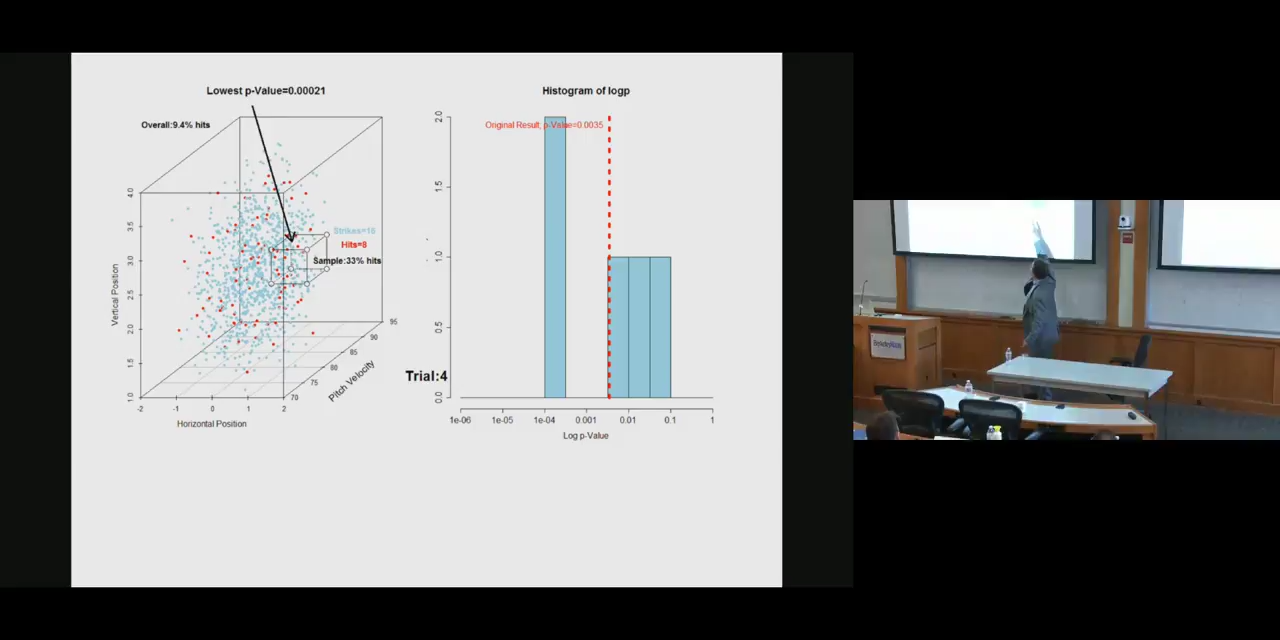 Lowest p-Value=0.00021
Overall:9.4% hits
4.0
3.5
3.0
2.5
2.0
1.5
1.0
Vertical Position
-2
-1
0
1
2
Horizontal Position
70
75
80
85
90
95
Pitch Velocity
Hits=8
Sample:33% hits
Trial:4
Histogram of logp
Original Result, p-Value=0.0035
2.0
1.5
1.0
0.5
0.0
1e-06
1e-05
1e-04
0.001
0.01
0.1
1
Log p-Value